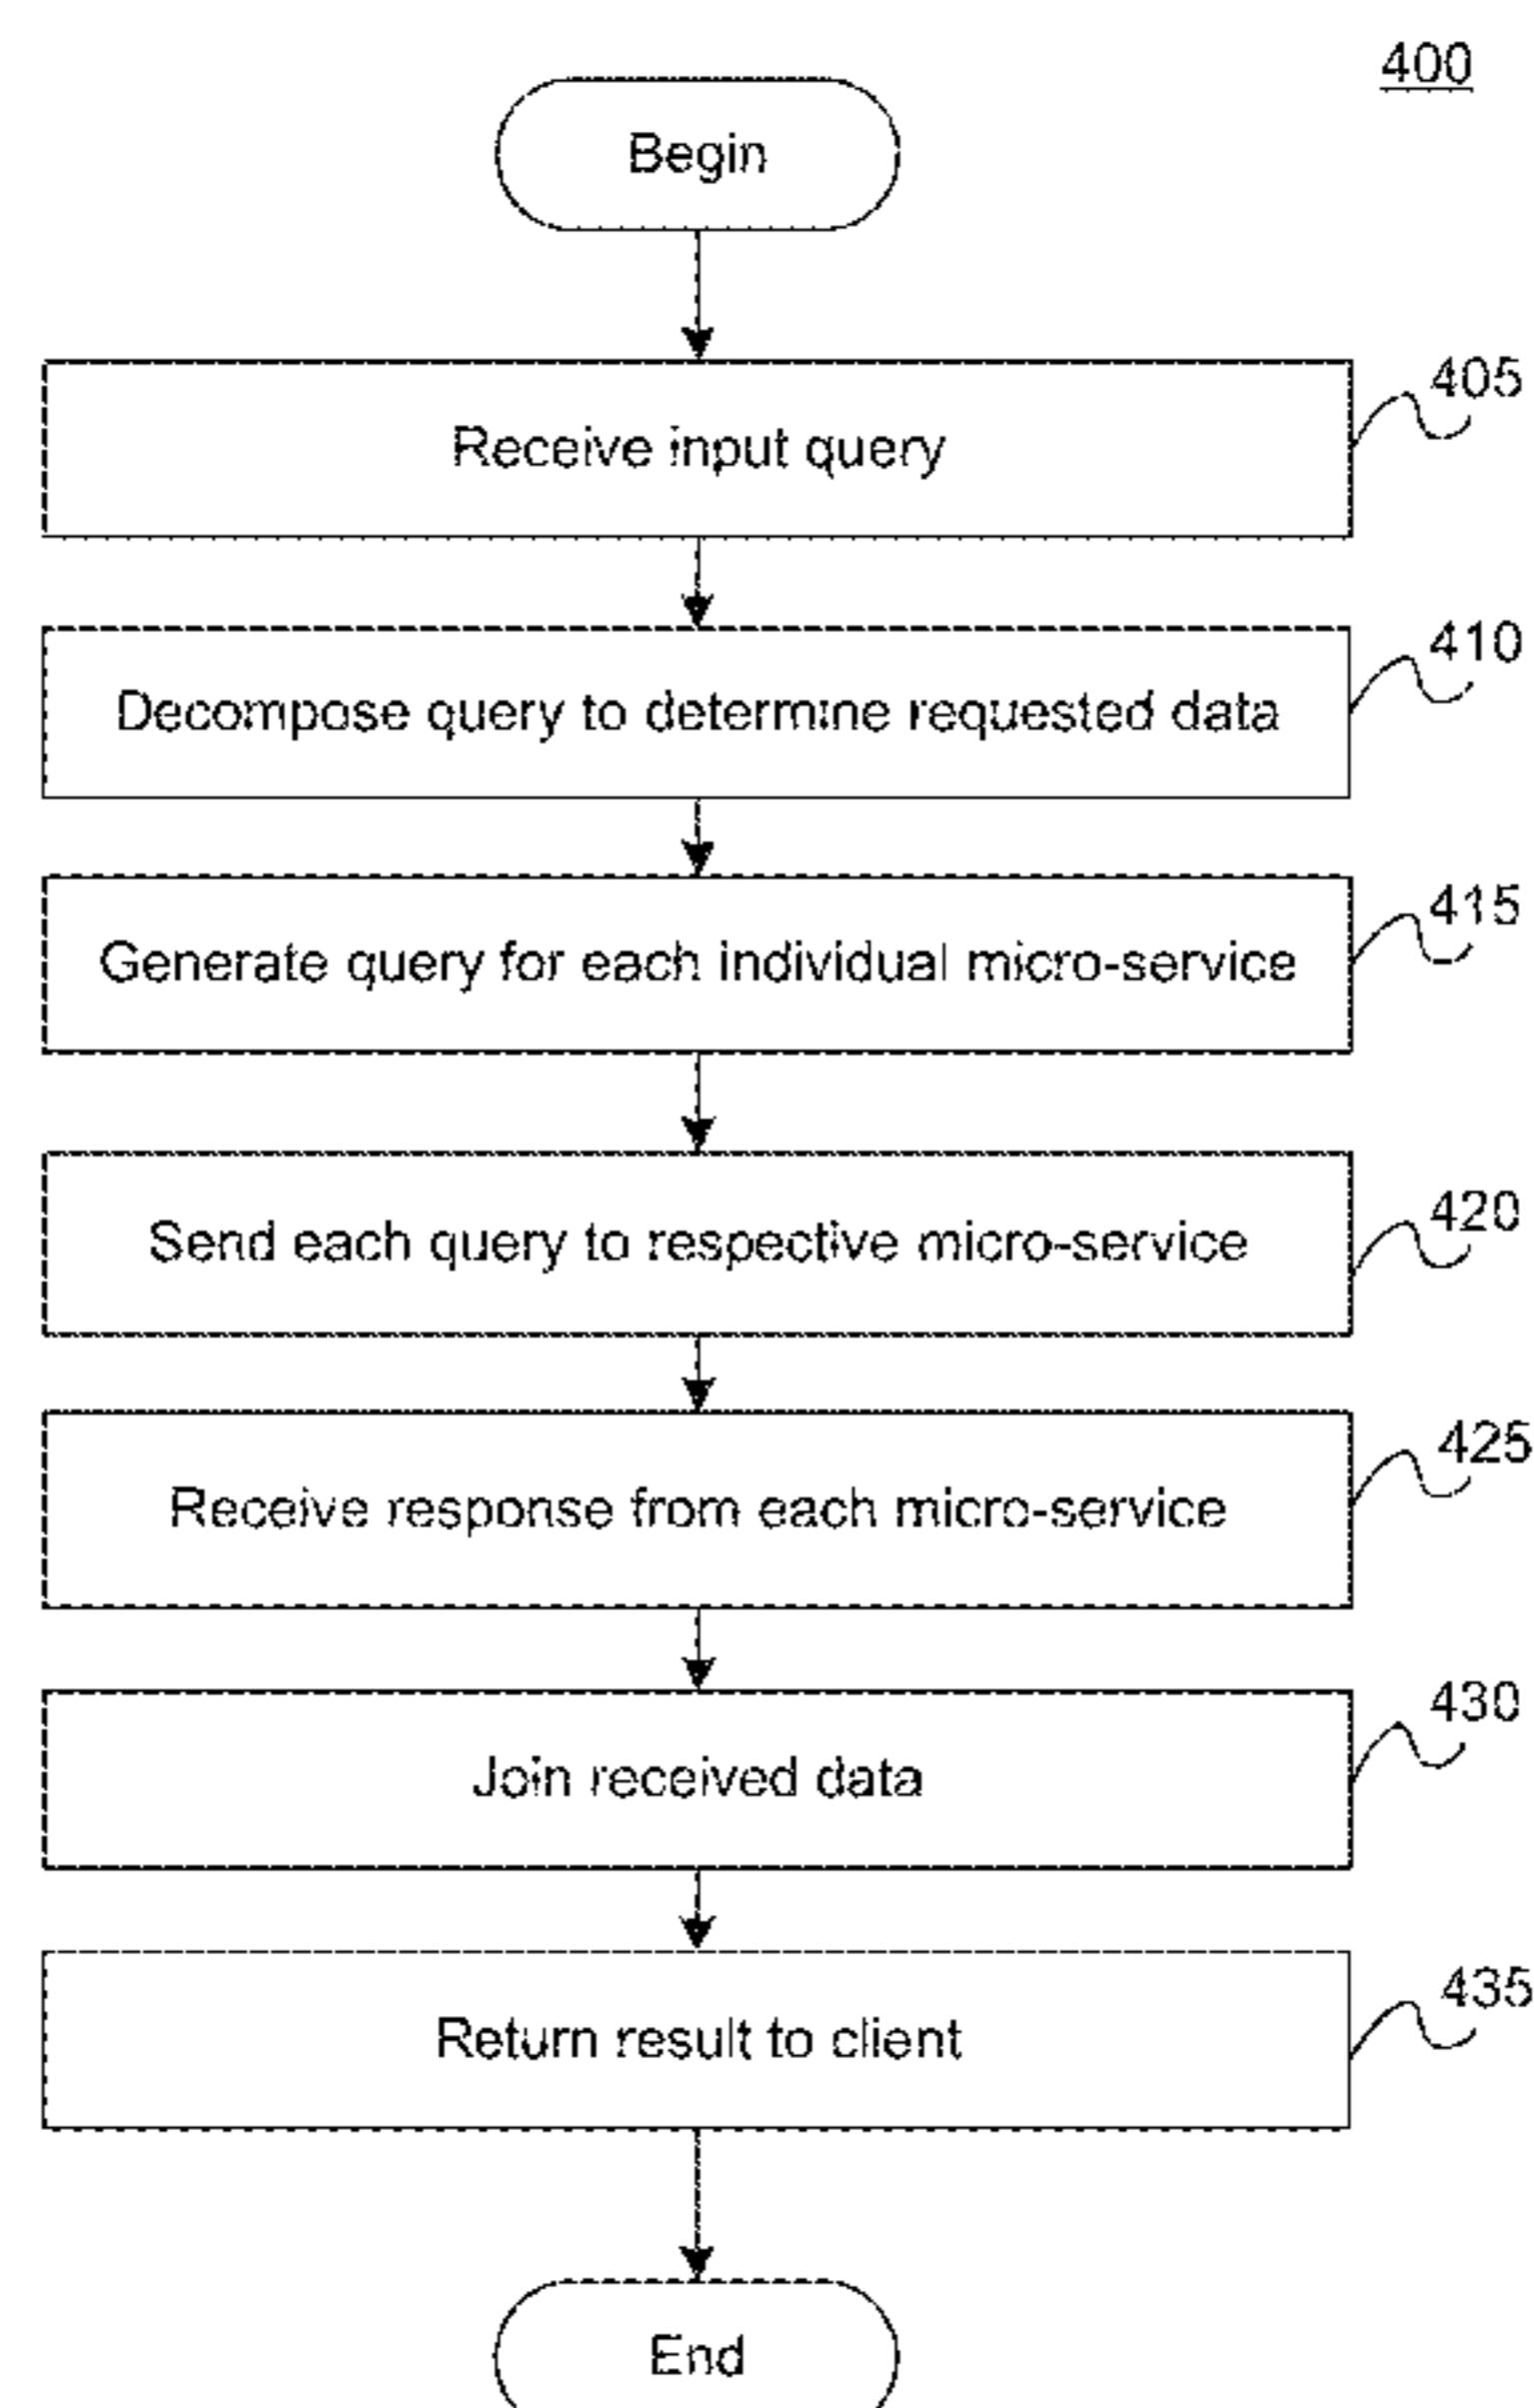 400
Begin
Receive input query
405
Decompose query to determine requested data
410
Generate query for each individual micro-service
415
Send each query to respective micro-service
420
Receive response from each micro-service
425
Join received data
430
Return result to client
435
End